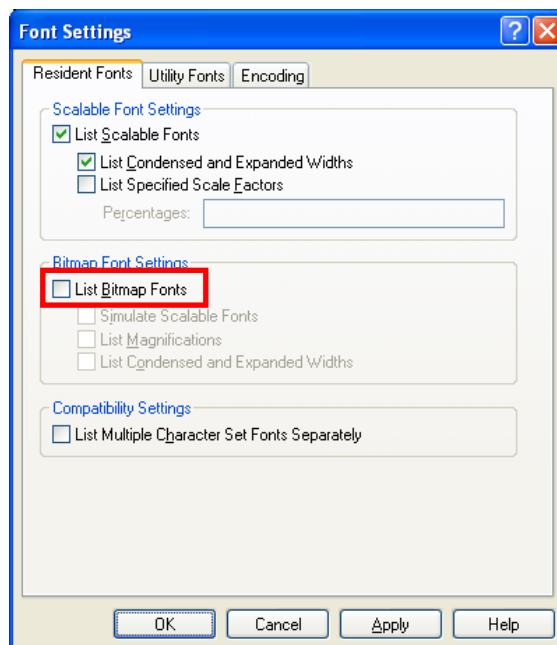 Font Settings
Resident Fonts Utility Fonts Encoding
Scalable Font Settings
List Scalable Fonts
List Condensed and Expanded Widths
List Specified Scale Factors
Percentages:
Bitmap Font Settings
List Bitmap Fonts
Simulate Scalable Fonts
List Magnifications
List Condensed and Expanded Widths
Compatibility Settings
List Multiple Character Set Fonts Separately
OK Cancel Apply Help